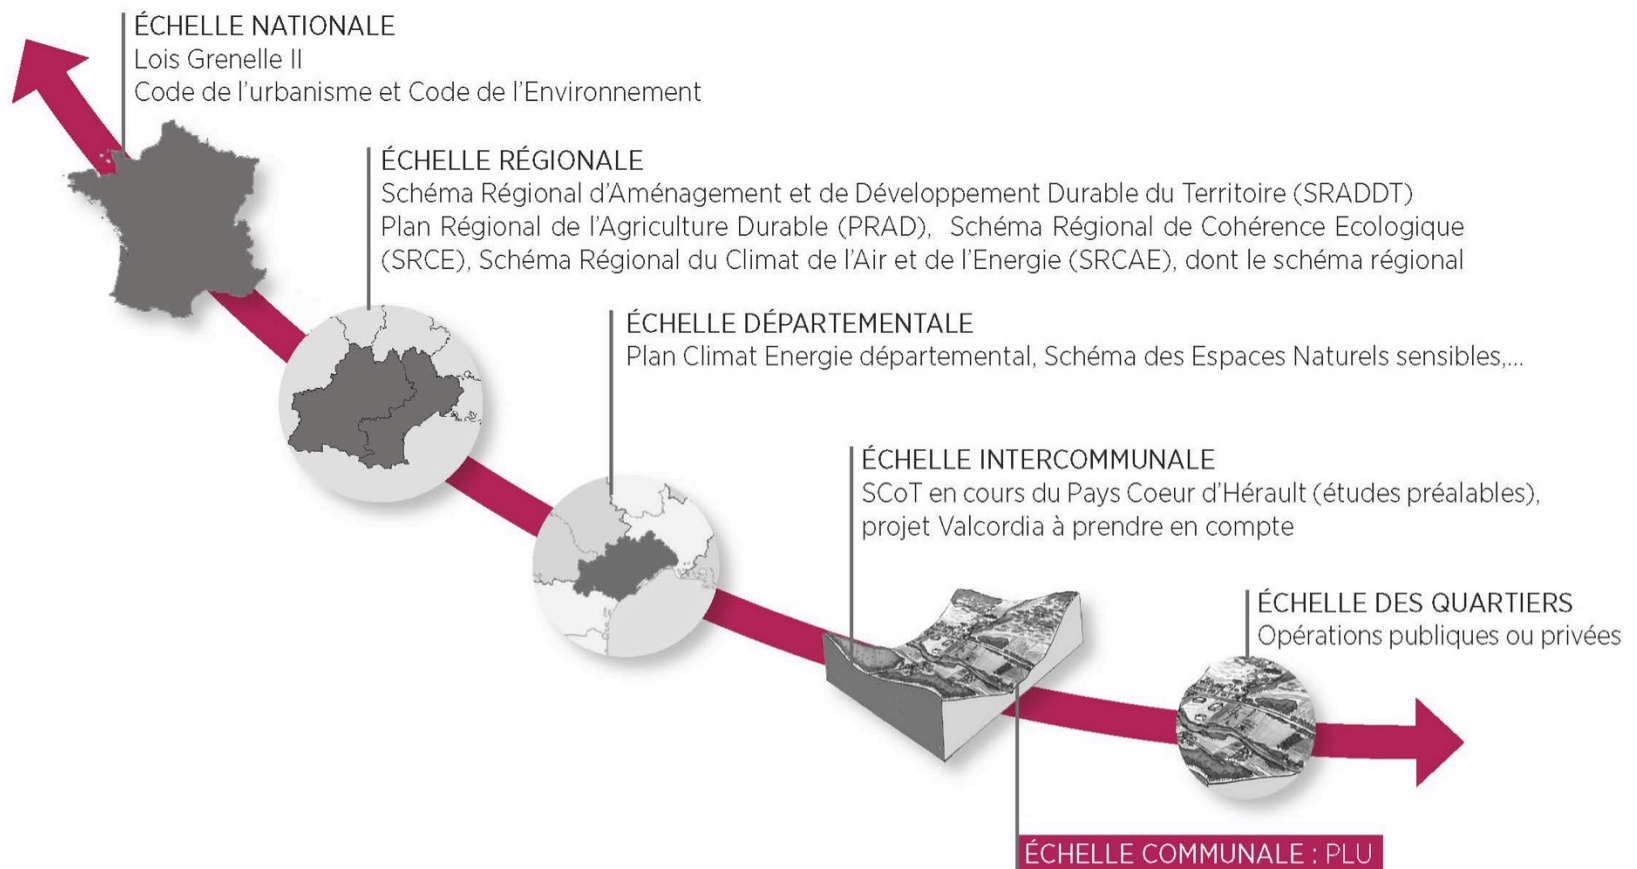 ÉCHELLE NATIONALE
Lois Grenelle II
Code de l'urbanisme et Code de l'Environnement
ÉCHELLE RÉGIONALE
Schéma Régional d'Aménagement et de Développement Durable du Territoire (SRADDT)
Plan Régional de l'Agriculture Durable (PRAD), Schéma Régional de Cohérence Ecologique
(SRCE), Schéma Régional du Climat de l'Air et de l'Energie (SRCAE), dont le schéma régional
ÉCHELLE DÉPARTEMENTALE
Plan Climat Energie départemental, Schéma des Espaces Naturels sensibles,...
ÉCHELLE INTERCOMMUNALE
SCoT en cours du Pays Coeur d'Hérault (études préalables),
projet Valcordia à prendre en compte
ÉCHELLE DES QUARTIERS
Opérations publiques ou privées
ÉCHELLE COMMUNALE : PLU